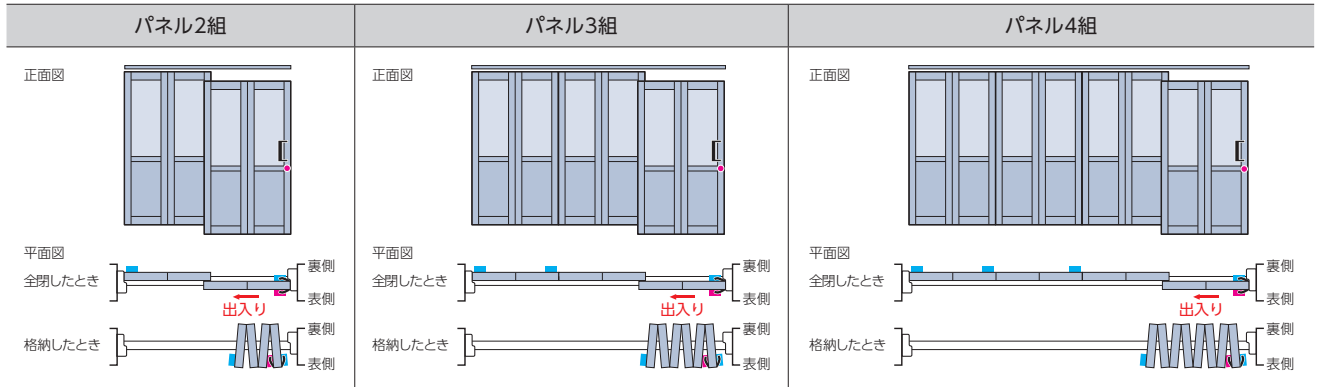 パネル2組
パネル3組
パネル4組
正面図
正面図
正面図
平面図
平面図
平面図
全閉したとき
裏側
表側
出入り
全閉したとき
裏側
表側
出入り
全閉したとき
裏側
表側
出入り
格納したとき
裏側
表側
格納したとき
裏側
表側
格納したとき
裏側
表側